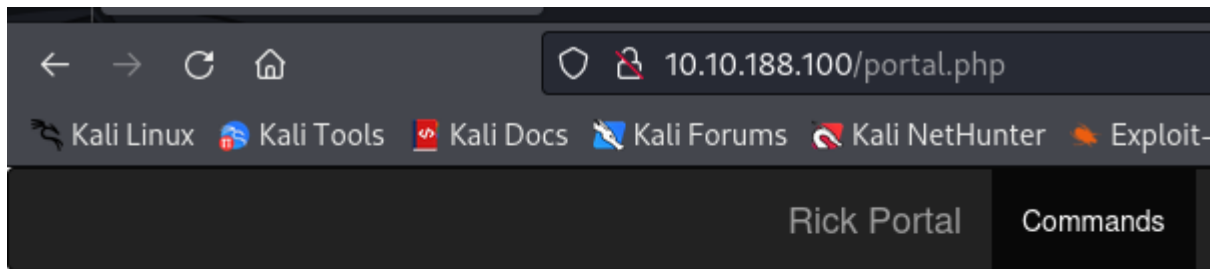 10.10.188.100/portal.php
Kali Linux Kali Tools Kali Docs Kali Forums Kali NetHunter Exploit-
Rick Portal Commands